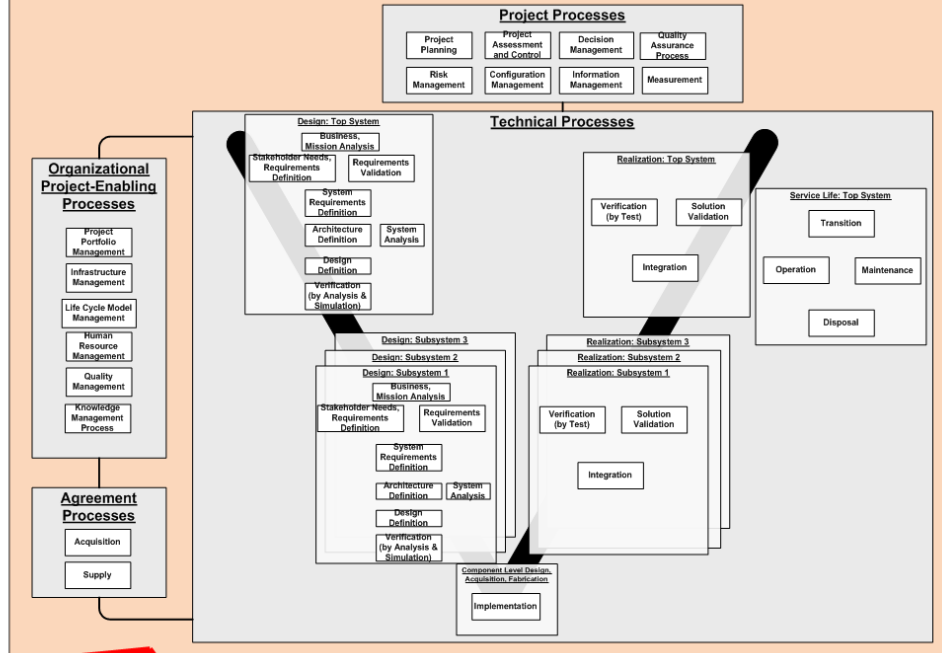 Project Processes
Project
Planning
Project
Assessment
and Control
Decision
Management
Quality
Assurance
Process
Risk
Management
Configuration
Management
Information
Management
Measurement
Technical Processes
Organizational
Project-Enabling
Processes
Project
Portfolio
Management
Infrastructure
Management
Life Cycle Model
Management
Human
Resource
Management
Quality
Management
Knowledge
Management
Process
Agreement
Processes
Acquisition
Supply
Design: Top System
Business,
Mission Analysis
Stakeholder Needs,
Requirements
Definition
Requirements
Validation
System
Requirements
Definition
Architecture
Definition
System
Analysis
Design
Definition
Verification
(by Analysis &
Simulation)
Realization: Top System
Verification
(by Test)
Solution
Validation
Integration
Service Life: Top System
Transition
Operation
Maintenance
Disposal
Design: Subsystem 3
Design: Subsystem 2
Design: Subsystem 1
Business,
Mission Analysis
Stakeholder Needs,
Requirements
Definition
Requirements
Validation
System
Requirements
Definition
Architecture
Definition
System
Analysis
Design
Definition
Verification
(by Analysis &
Simulation)
Realization: Subsystem 3
Realization: Subsystem 2
Realization: Subsystem 1
Verification
(by Test)
Solution
Validation
Integration
Component Level Design,
Acquisition, Fabrication
Implementation